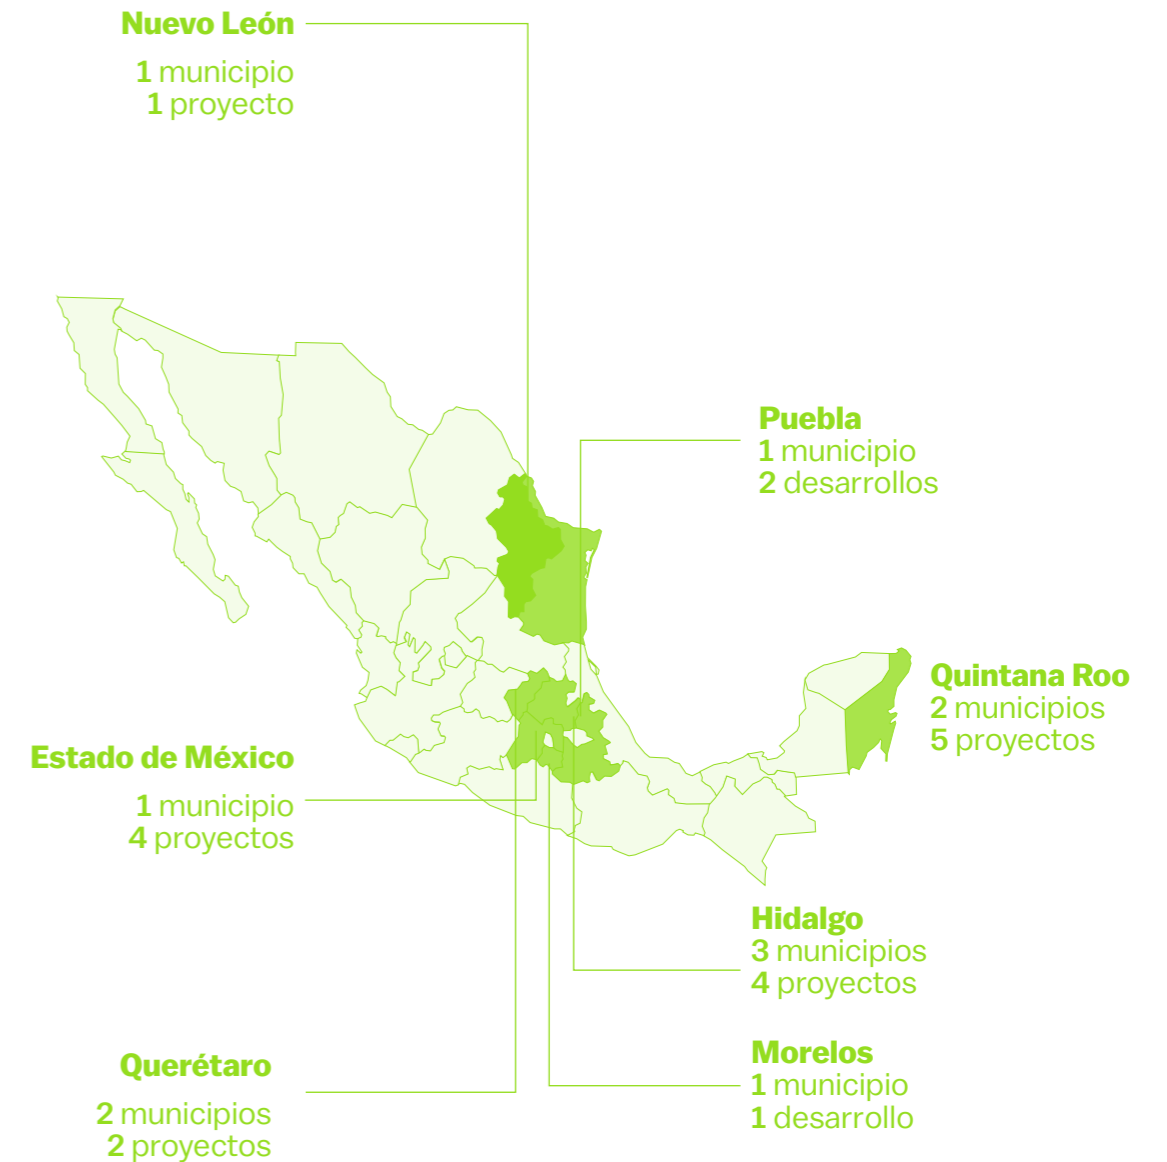 Nuevo León
1 municipio
1 proyecto
Puebla
1 municipio
2 desarrollos
Quintana Roo
2 municipios
5 proyectos
Estado de México
1 municipio
4 proyectos
Hidalgo
3 municipios
4 proyectos
Morelos
1 municipio
1 desarrollo
Querétaro
2 municipios
2 proyectos